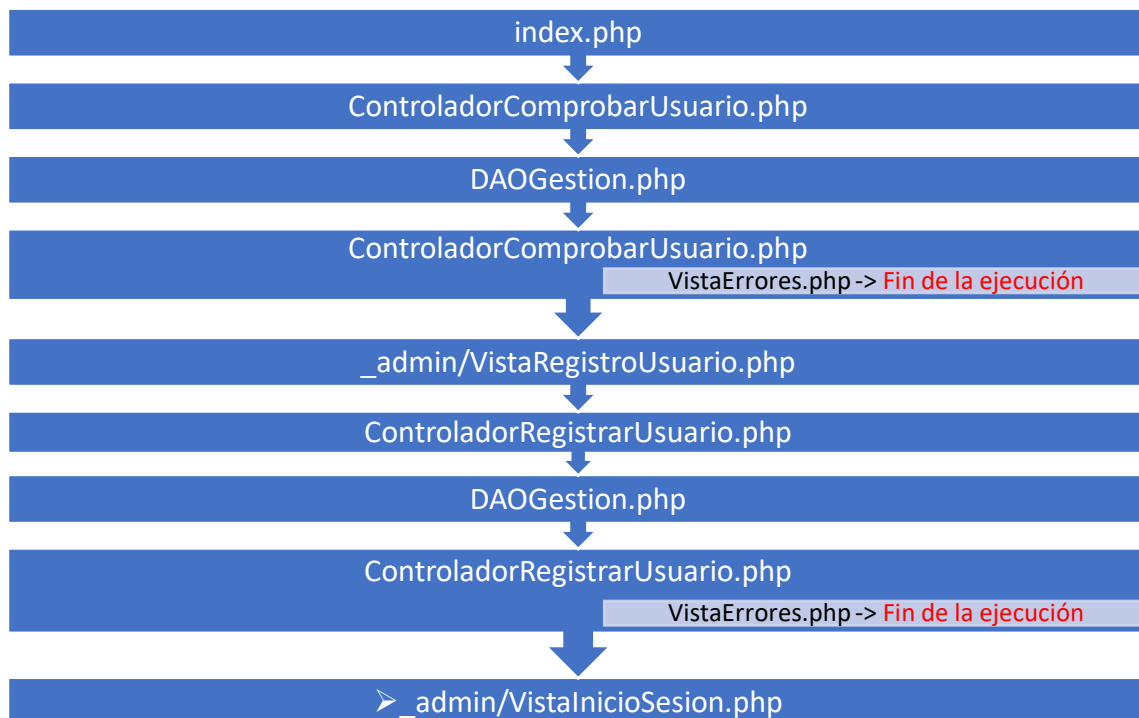 index.php
ControladorComprobarUsuario.php
DAOGestion.php
ControladorComprobarUsuario.php
VistaErrores.php -> Fin de la ejecución
_admin/VistaRegistroUsuario.php
ControladorRegistrarUsuario.php
DAOGestion.php
ControladorRegistrarUsuario.php
VistaErrores.php -> Fin de la ejecución
➢_admin/VistaInicioSesion.php